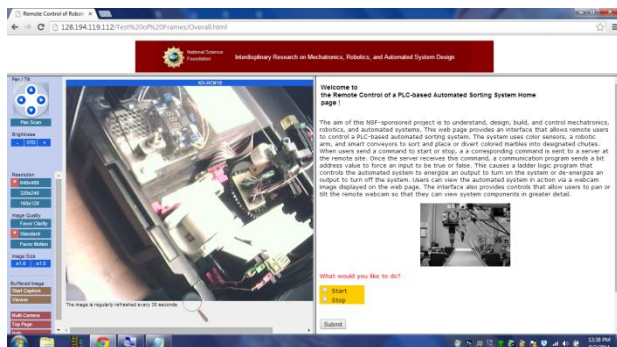 Remote Control of Robot
128.194.119.112/Test%20of%20Frames/Overall.html
National Science
Foundation
Interdisplinary Research on Mechatronics, Robotics, and Automated System Design
Pan / Tilt
Pan Scan
Brightness
- STD +
Resolution
640x480
320x240
160x120
Image Quality
Favor Clarity
Standard
Favor Motion
Image Size
x1.0 x1.5
Buffered Image
Start Capture
Viewer
Multi-Camera
Top Page
The image is regularly refreshed every 30 seconds.
Welcome to
the Remote Control of a PLC-based Automated Sorting System Home
page !
The aim of this NSF-sponsored project is to understand, design, build, and control mechatronics,
robotics, and automated systems. This web page provides an interface that allows remote users
to control a PLC-based automated sorting system. The system uses color sensors, a robotic
arm, and smart conveyors to sort and place or divert colored marbles into designated chutes.
When users send a command to start or stop, a a corresponding command is sent to a server at
the remote site. Once the server receives this command, a communication program sends a bit
address value to force an input to be true or false. This causes a ladder logic program that
controls the automated system to energize an output to turn on the system or de-energize an
output to turn off the system. Users can view the automated system in action via a webcam
image displayed on the web page. The interface also provides controls that allow users to pan or
tilt the remote webcam so that they can view system components in greater detail.
What would you like to do?
Start
Stop
Submit
12:38 PM